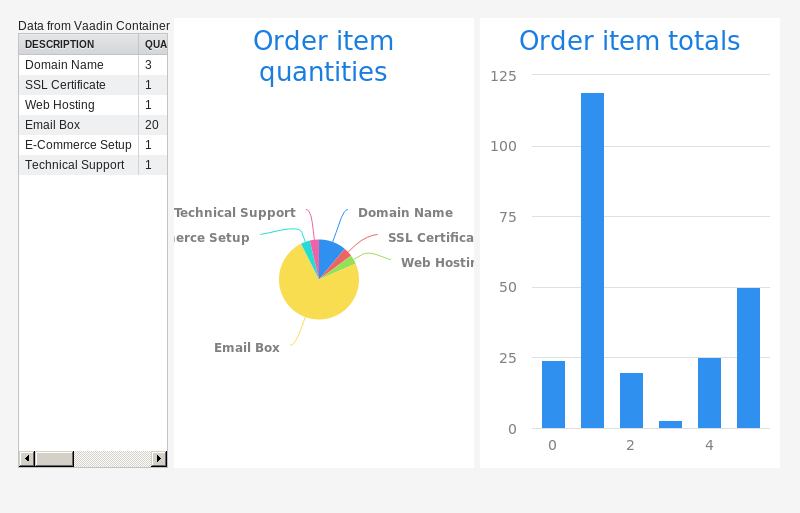 Data from Vaadin Container
DESCRIPTION QUA
Domain Name 3
SSL Certificate 1
Web Hosting 1
Email Box 20
E-Commerce Setup 1
Technical Support 1
Order item
quantities
Technical Support
Domain Name
erce Setup
SSL Certifica
Web Hostin
Email Box
Order item totals
125
100
75
50
25
0
0 2 4